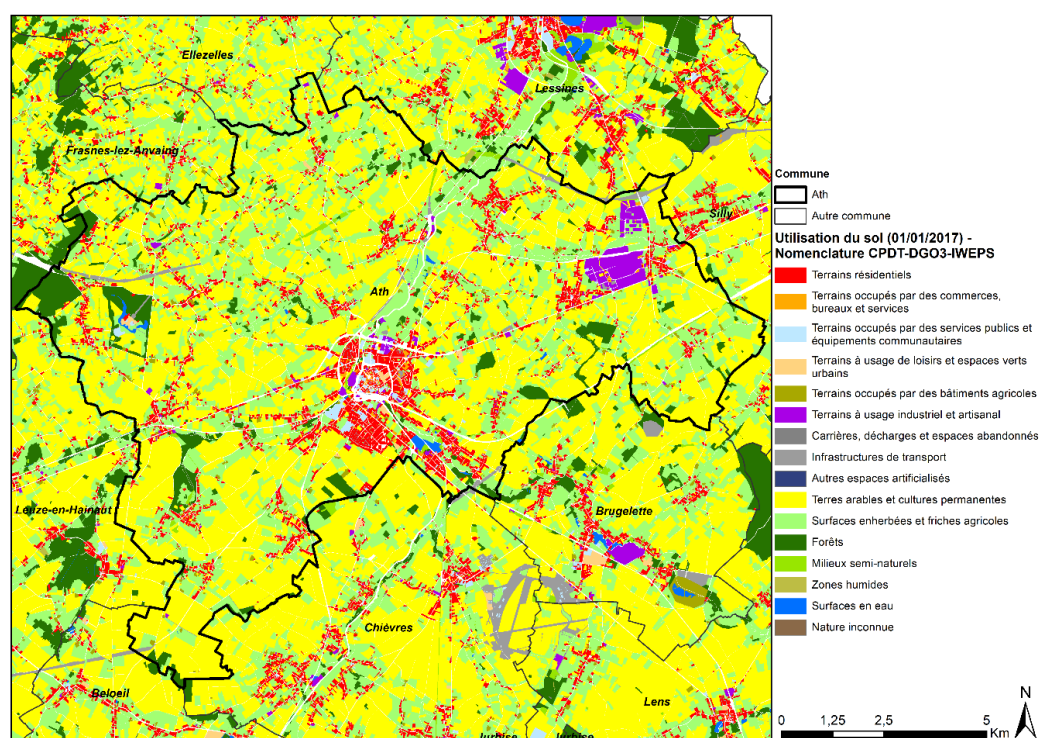 Ellezelles
Lessines
Frasnes-lez-Anvaing
Silly
Ath
Leuze-en-Hainaut
Brugelette
Chièvres
Beloeil
Lens
Jurbise
Jurbise
Commune
Ath
Autre commune
Utilisation du sol (01/01/2017) -
Nomenclature CPDT-DGO3-IWEPS
Terrains résidentiels
Terrains occupés par des commerces,
bureaux et services
Terrains occupés par des services publics et
équipements communautaires
Terrains à usage de loisirs et espaces verts
urbains
Terrains occupés par des bâtiments agricoles
Terrains à usage industriel et artisanal
Carrières, décharges et espaces abandonnés
Infrastructures de transport
Autres espaces artificialisés
Terres arables et cultures permanentes
Surfaces enherbées et friches agricoles
Forêts
Milieux semi-naturels
Zones humides
Surfaces en eau
Nature inconnue
N
0 1,25 2,5 5
Km